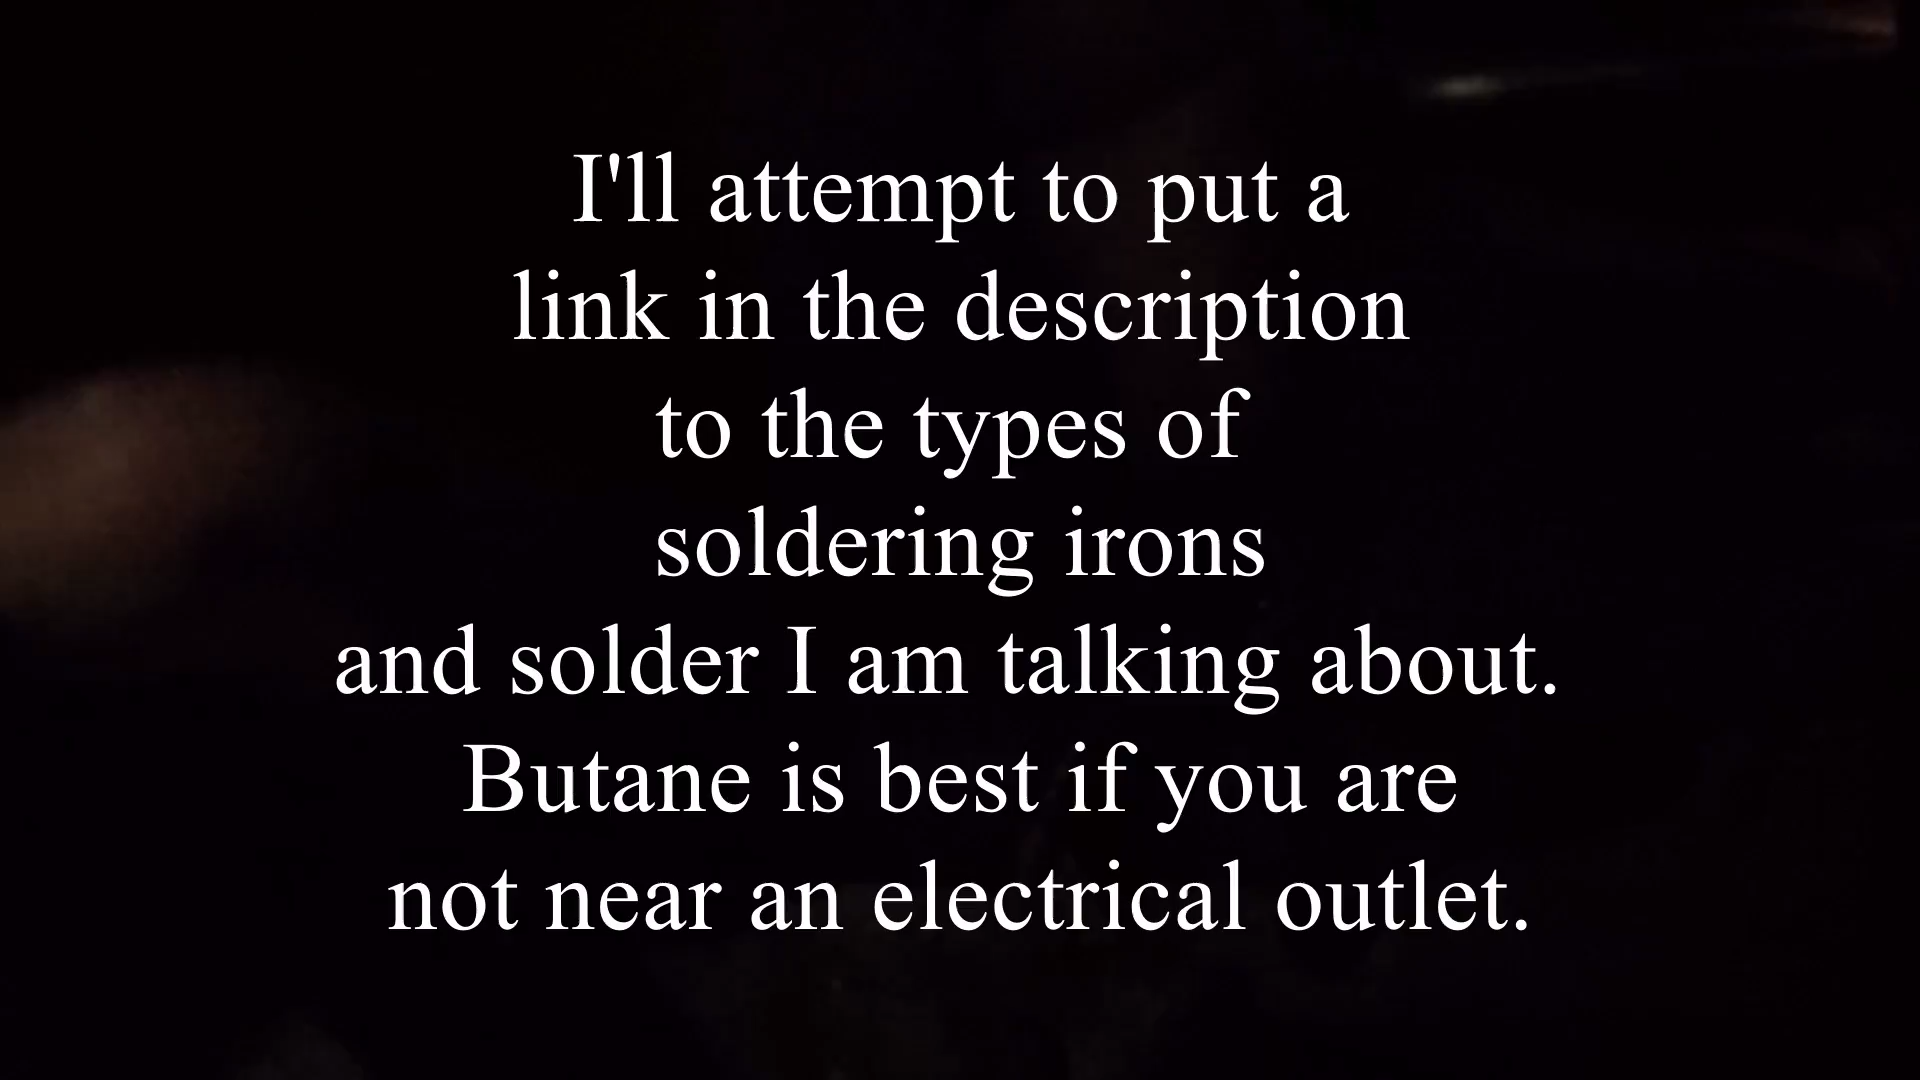 I'll attempt to put a
link in the description
to the types of
soldering irons
and solder I am talking about.
Butane is best if you are
not near an electrical outlet.